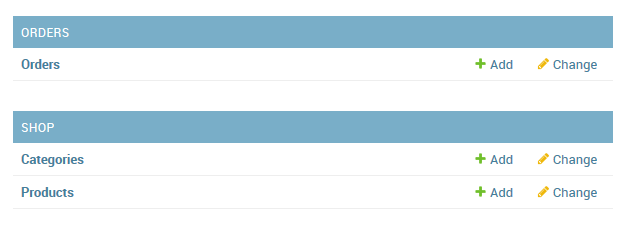 ORDERS
Orders Add Change
SHOP
Categories Add Change
Products Add Change